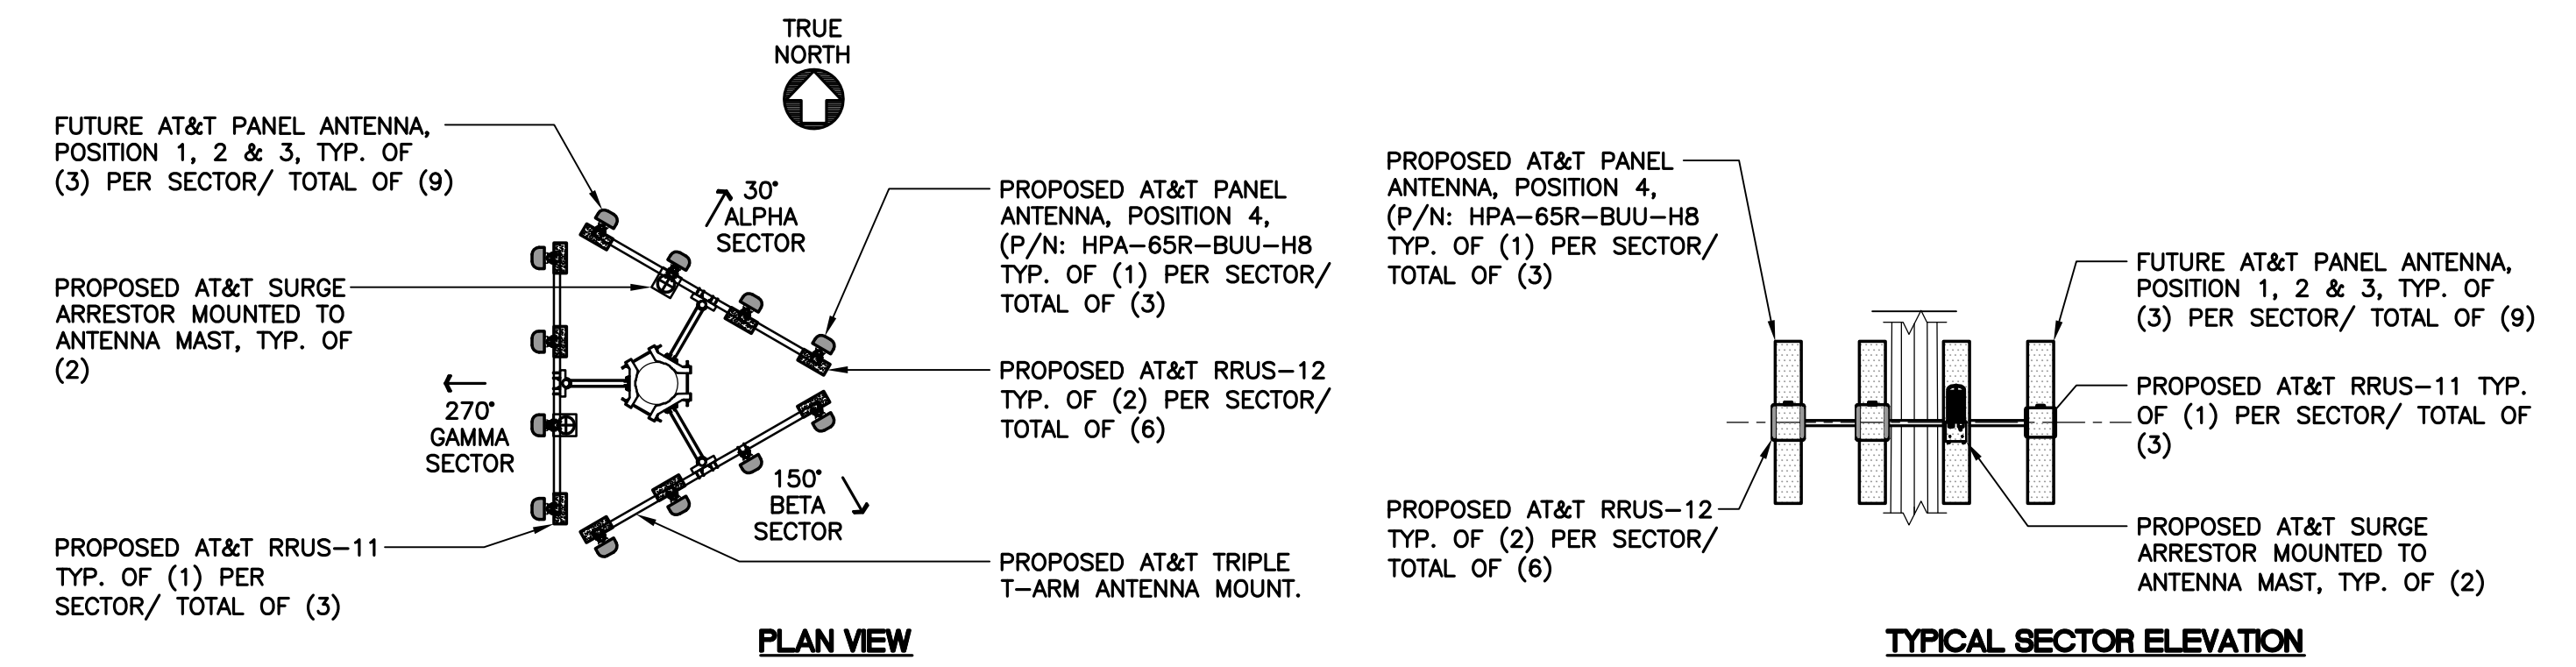 TRUE
NORTH
FUTURE AT&T PANEL ANTENNA,
POSITION 1, 2 & 3, TYP. OF
(3) PER SECTOR/ TOTAL OF (9)
PROPOSED AT&T SURGE
ARRESTOR MOUNTED TO
ANTENNA MAST, TYP. OF
(2)
PROPOSED AT&T RRUS-11
TYP. OF (1) PER
SECTOR/ TOTAL OF (3)
30°
ALPHA
SECTOR
270°
GAMMA
SECTOR
150°
BETA
SECTOR
PROPOSED AT&T PANEL
ANTENNA, POSITION 4,
(P/N: HPA-65R-BUU-H8
TYP. OF (1) PER SECTOR/
TOTAL OF (3)
PROPOSED AT&T RRUS-12
TYP. OF (2) PER SECTOR/
TOTAL OF (6)
PROPOSED AT&T TRIPLE
T-ARM ANTENNA MOUNT.
PLAN VIEW
PROPOSED AT&T PANEL
ANTENNA, POSITION 4,
(P/N: HPA-65R-BUU-H8
TYP. OF (1) PER SECTOR/
TOTAL OF (3)
PROPOSED AT&T RRUS-12
TYP. OF (2) PER SECTOR/
TOTAL OF (6)
FUTURE AT&T PANEL ANTENNA,
POSITION 1, 2 & 3, TYP. OF
(3) PER SECTOR/ TOTAL OF (9)
PROPOSED AT&T RRUS-11 TYP.
OF (1) PER SECTOR/ TOTAL OF
(3)
PROPOSED AT&T SURGE
ARRESTOR MOUNTED TO
ANTENNA MAST, TYP. OF (2)
TYPICAL SECTOR ELEVATION